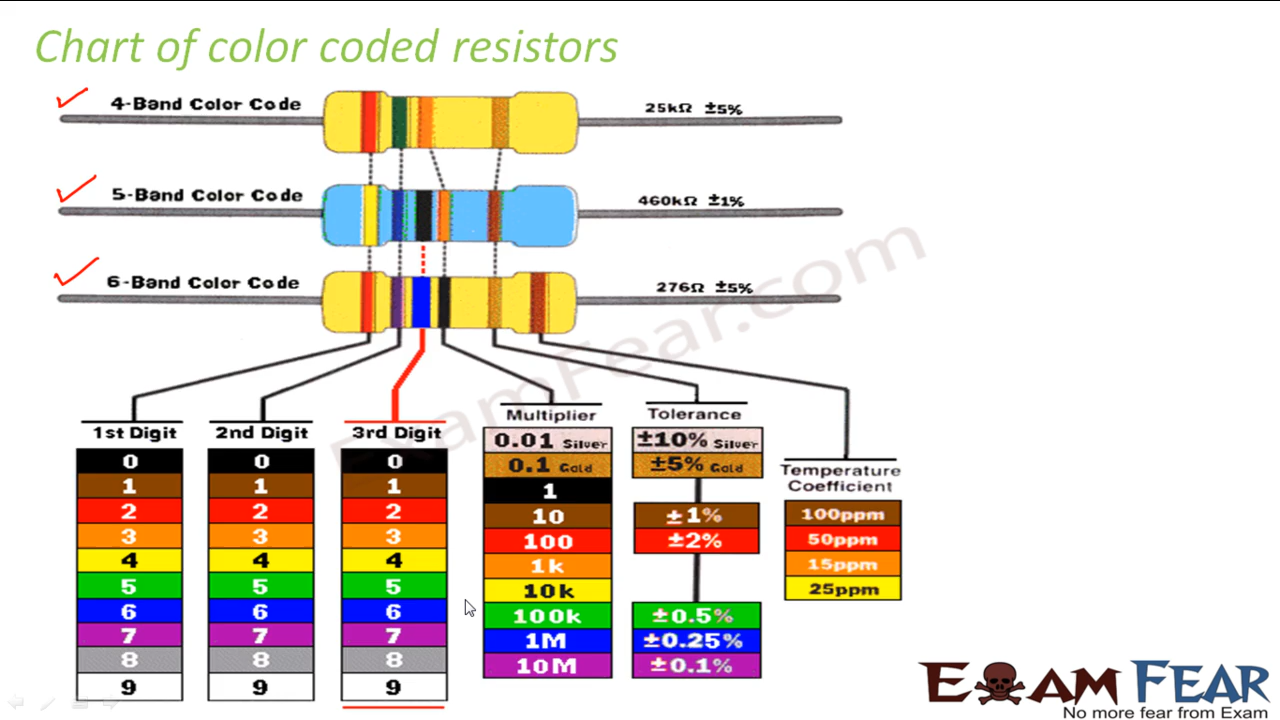 Chart of color coded resistors
4-Band Color Code
25kΩ ±5%
5-Band Color Code
460kΩ ±1%
6-Band Color Code
276Ω ±5%
ExamFear.com
1st Digit
0
1
2
3
4
5
6
7
8
9
2nd Digit
0
1
2
3
4
5
6
7
8
9
3rd Digit
0
1
2
3
4
5
6
7
8
9
Multiplier
0.01 Silver
0.1 Gold
1
10
100
1k
10k
100k
1M
10M
Tolerance
±10% Silver
±5% Gold
±1%
±2%
±0.5%
±0.25%
±0.1%
Temperature
Coefficient
100ppm
50ppm
15ppm
25ppm
EXAM FEAR
No more fear from Exam